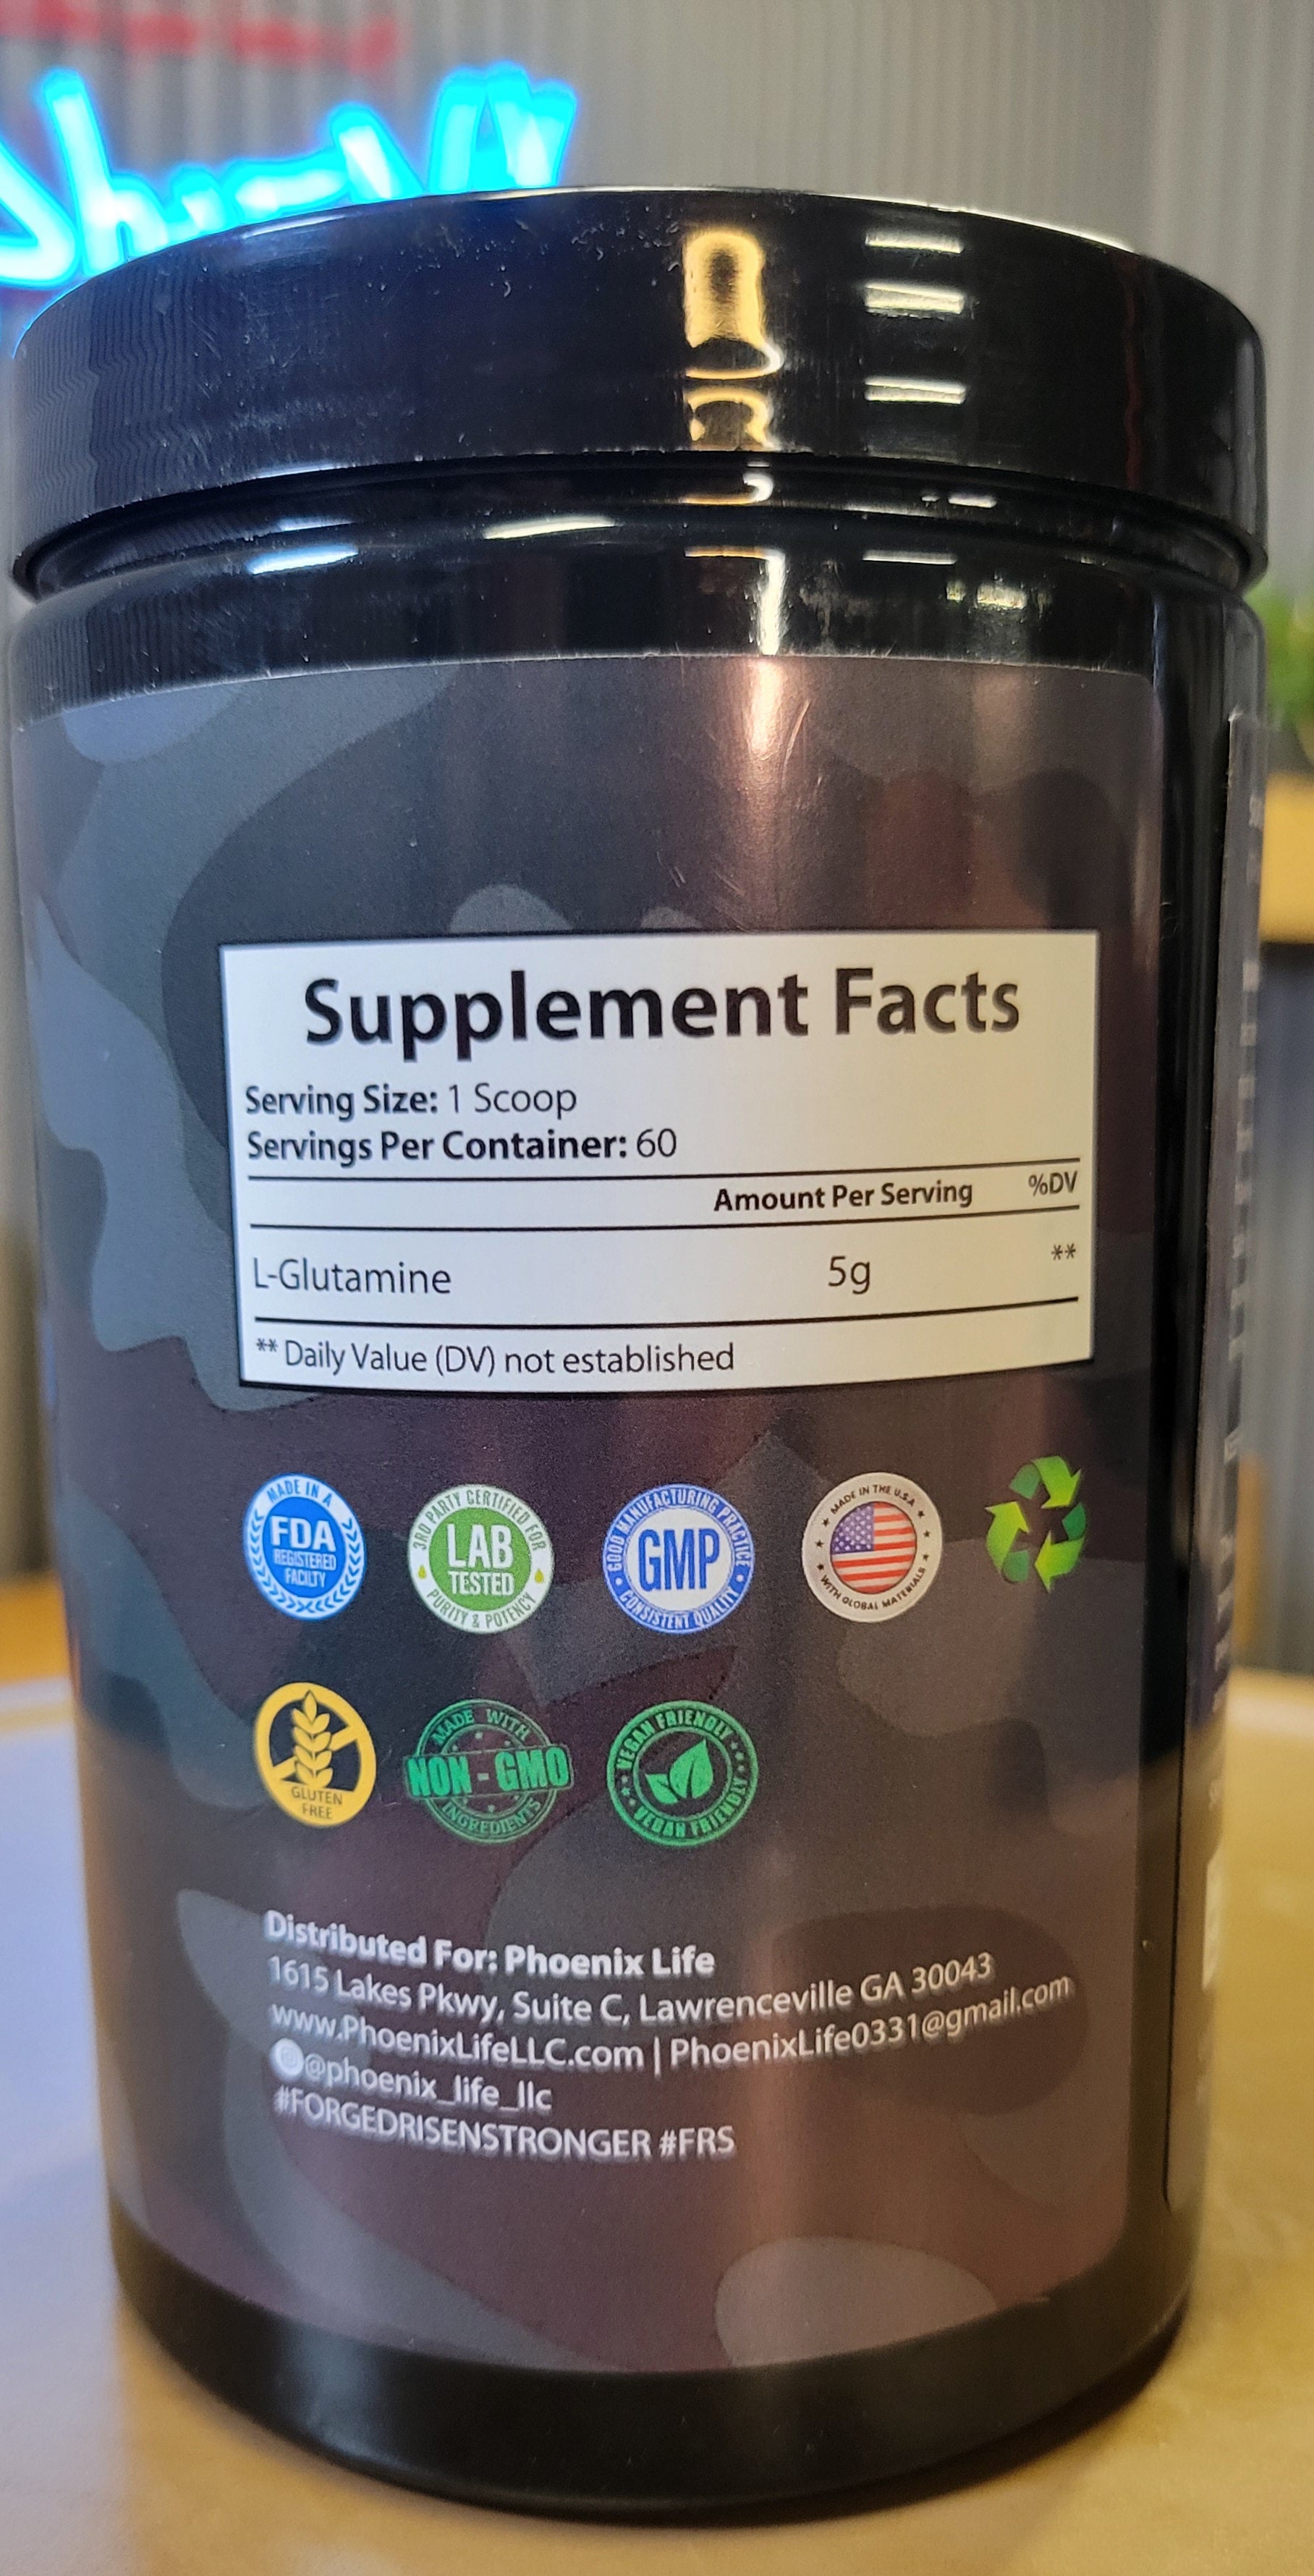 Supplement Facts
Serving Size: 1 Scoop
Servings Per Container: 60
Amount Per Serving %DV
L-Glutamine 5g **
** Daily Value (DV) not established
MADE IN A
FDA
REGISTERED
FACILTY
3RD PARTY CERTIFIED FOR
LAB
TESTED
PURITY & POTENCY
GOOD MANUFACTURING PRACTICE
GMP
CONSISTENT QUALITY
MADE IN THE U.S.A
WITH GLOBAL MATERIALS
GLUTEN
FREE
MADE WITH
NON-GMO
INGREDIENTS
VEGAN FRIENDLY
VEGAN FRIENDLY
Distributed For: Phoenix Life
1615 Lakes Pkwy, Suite C, Lawrenceville GA 30043
www.PhoenixLifeLLC.com | PhoenixLife0331@gmail.com
@phoenix_life_llc
#FORGEDRISENSTRONGER #FRS